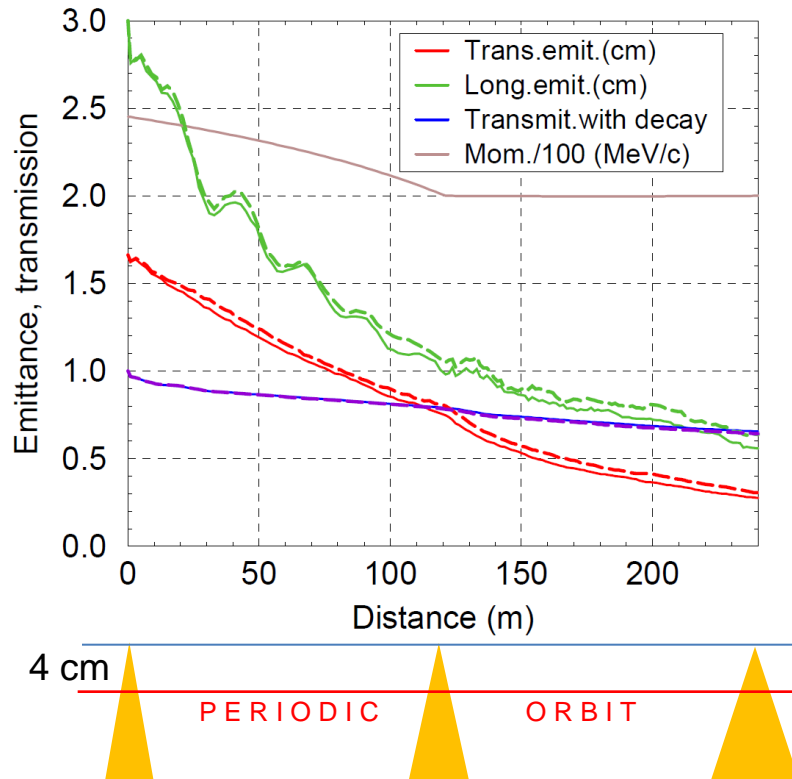 3.0
2.5
2.0
1.5
1.0
0.5
0.0
Emittance, transmission
Trans.emit.(cm)
Long.emit.(cm)
Transmit.with decay
Mom./100 (MeV/c)
0 50 100 150 200
Distance (m)
4 cm
PERIODIC ORBIT